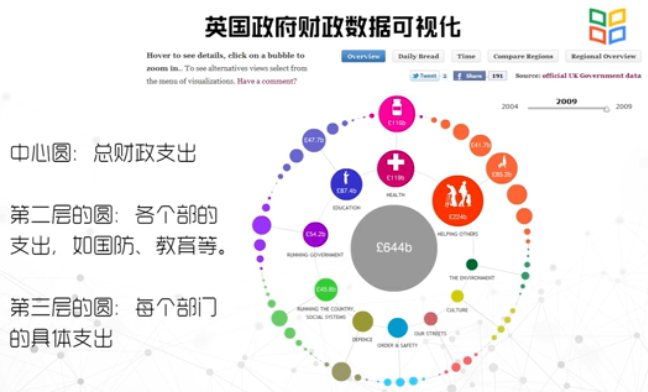 英国政府财政数据可视化
Hover to see details, click on a bubble to
zoom in.. To see alternatives views select from
the menu of visualizations. Have a comment?
Overview
Daily Bread
Time
Compare Regions
Regional Overview
Tweet
Share
191
Source: official UK Government data
2004
2009
2009
中心圆：总财政支出
第二层的圆：各个部的
支出，如国防、教育等。
第三层的圆：每个部门
的具体支出
£116b
£47.7b
£41.7b
£119b
HEALTH
£87.4b
EDUCATION
£224b
HELPING OTHERS
£54.2b
RUNNING GOVERNMENT
£644b
THE ENVIRONMENT
RUNNING THE COUNTRY,
SOCIAL SYSTEMS
CULTURE
OUR STREETS
DEFENCE
ORDER & SAFETY